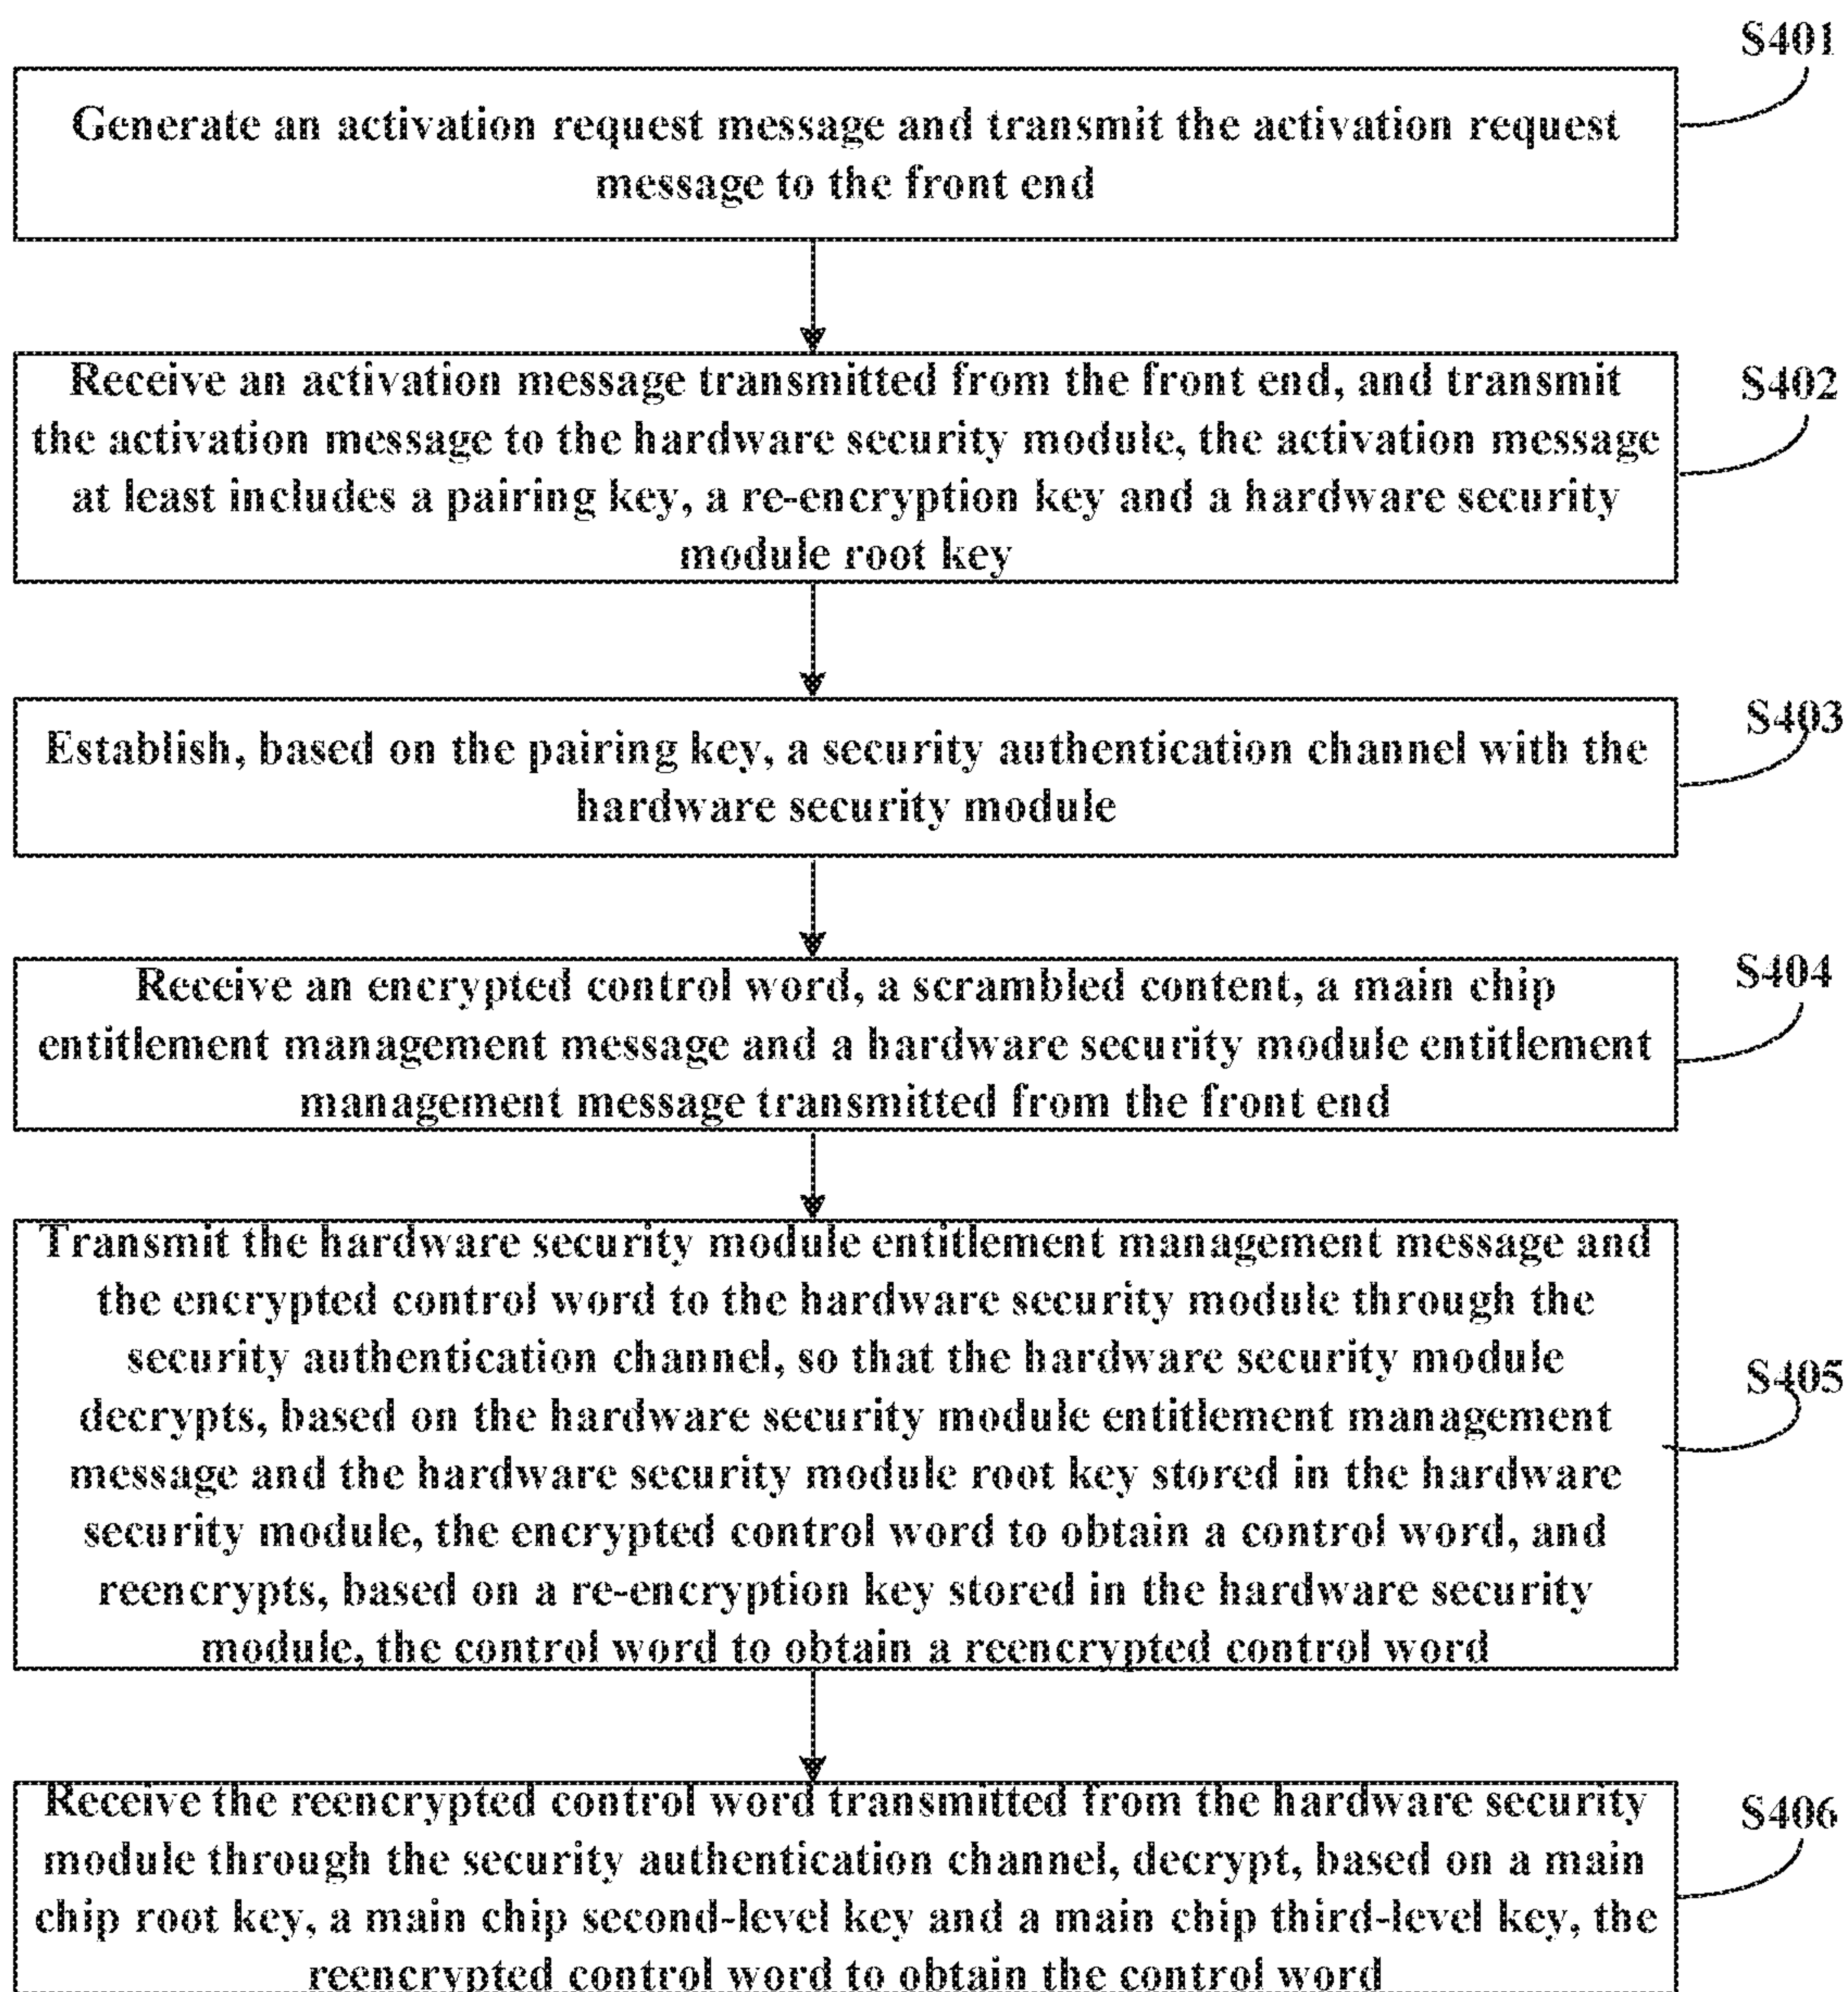 S401
Generate an activation request message and transmit the activation request
message to the front end
Receive an activation message transmitted from the front end, and transmit
S402
the activation message to the hardware security module, the activation message
at least includes a pairing key, a re-encryption key and a hardware security
module root key
S403
Establish, based on the pairing key, a security authentication channel with the
hardware security module
S404
Receive an encrypted control word, a scrambled content, a main chip
entitlement management message and a hardware security module entitlement
management message transmitted from the front end
Transmit the hardware security module entitlement management message and
the encrypted control word to the hardware security module through the
security authentication channel, so that the hardware security module
S405
decrypts, based on the hardware security module entitlement management
message and the hardware security module root key stored in the hardware
security module, the encrypted control word to obtain a control word, and
reencrypts, based on a re-encryption key stored in the hardware security
module, the control word to obtain a reencrypted control word
Receive the reencrypted control word transmitted from the hardware security
S406
module through the security authentication channel, decrypt, based on a main
chip root key, a main chip second-level key and a main chip third-level key, the
reencrypted control word to obtain the control word